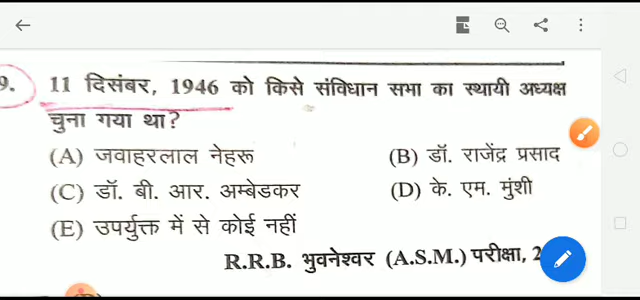 9. 11 दिसंबर, 1946 को किसे संविधान सभा का स्थायी अध्यक्ष
चुना गया था?
(A) जवाहरलाल नेहरू (B) डॉ. राजेंद्र प्रसाद
(C) डॉ. बी. आर. अम्बेडकर (D) के. एम. मुंशी
(E) उपर्युक्त में से कोई नहीं
R.R.B. भुवनेश्वर (A.S.M.) परीक्षा, 2